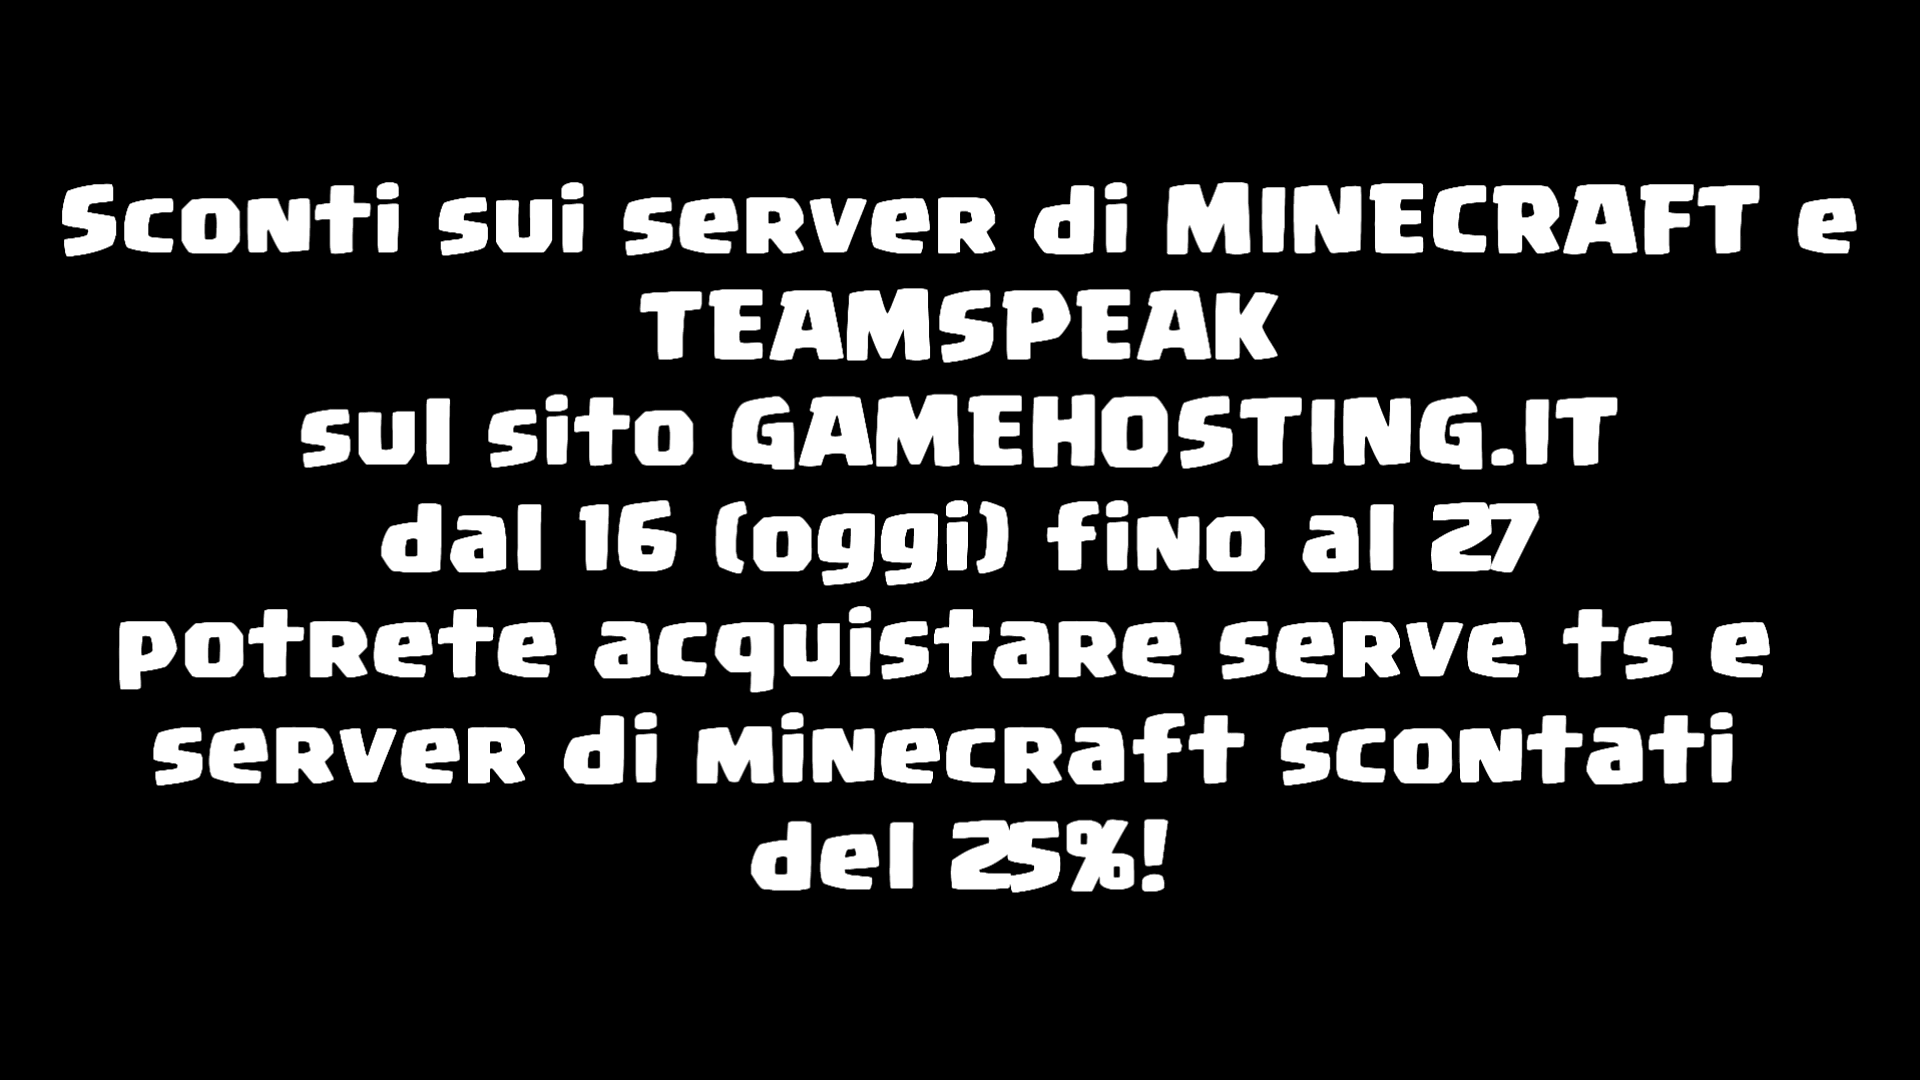 Sconti sui server di MINECRAFT e
TEAMSPEAK
sul sito GAMEHOSTING.IT
dal 16 (oggi) fino al 27
potrete acquistare serve ts e
server di minecraft scontati
del 25%!